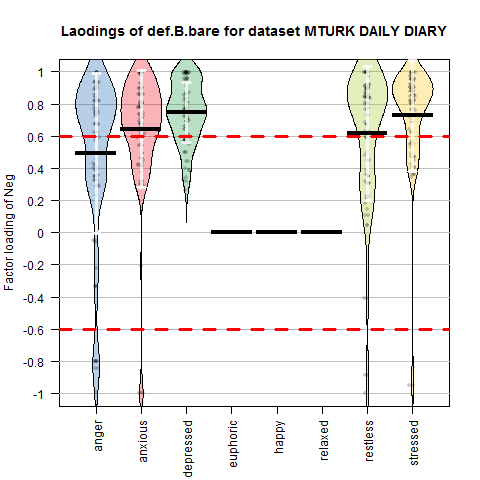 Laodings of def.B.bare for dataset MTURK DAILY DIARY
Factor loading of Neg
1
0.8
0.6
0.4
0.2
0
-0.2
-0.4
-0.6
-0.8
-1
anger
anxious
depressed
euphoric
happy
relaxed
restless
stressed